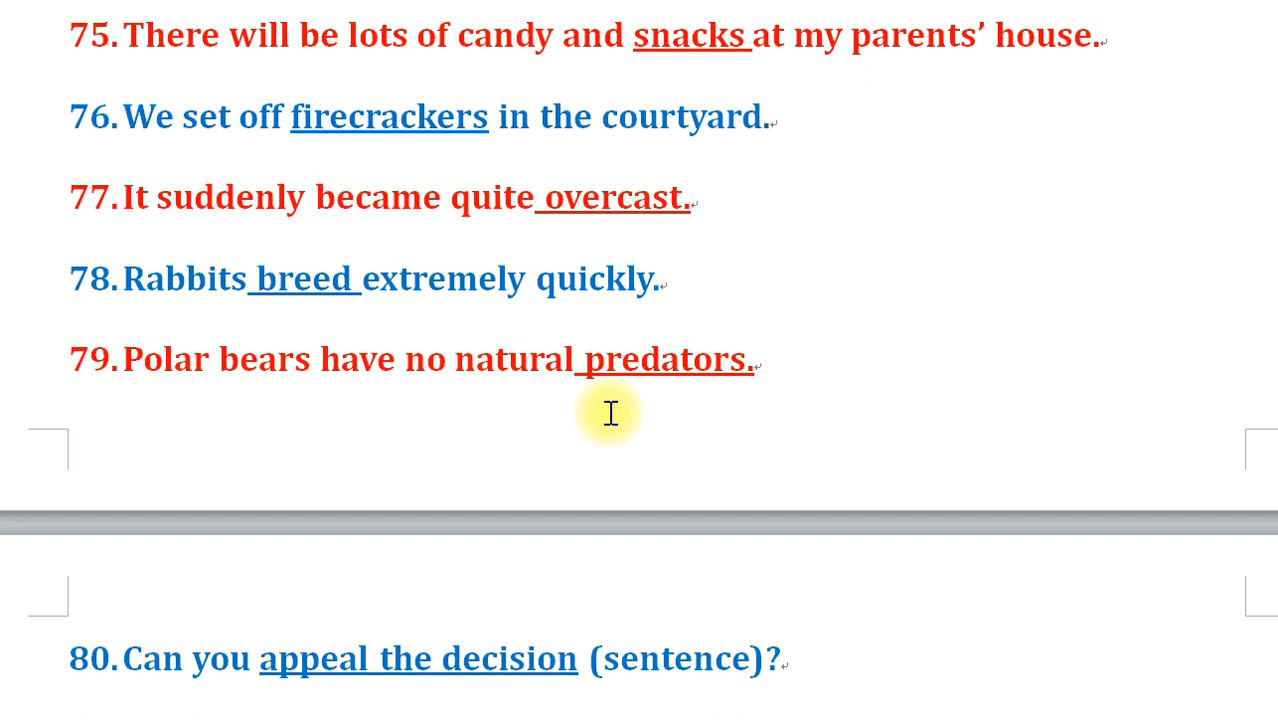 75. There will be lots of candy and snacks at my parents’ house.
76. We set off firecrackers in the courtyard.
77. It suddenly became quite overcast.
78. Rabbits breed extremely quickly.
79. Polar bears have no natural predators.
80. Can you appeal the decision (sentence)?